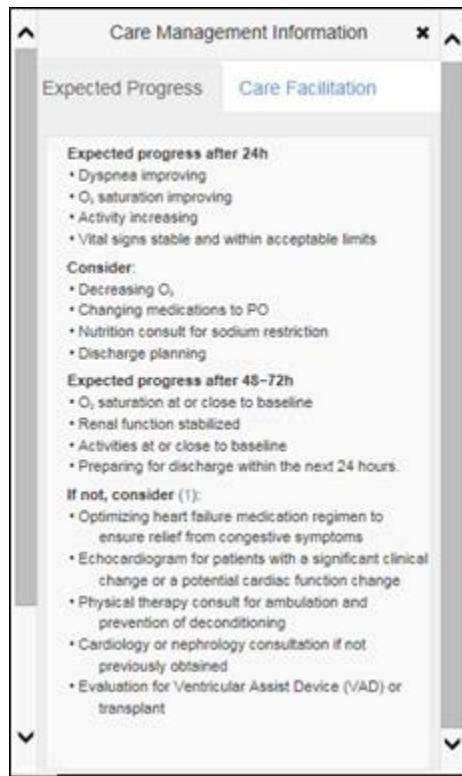 Care Management Information ×
Expected Progress
Care Facilitation
Expected progress after 24h
• Dyspnea improving
• O₂ saturation improving
• Activity increasing
• Vital signs stable and within acceptable limits
Consider:
• Decreasing O₂
• Changing medications to PO
• Nutrition consult for sodium restriction
• Discharge planning
Expected progress after 48–72h
• O₂ saturation at or close to baseline
• Renal function stabilized
• Activities at or close to baseline
• Preparing for discharge within the next 24 hours.
If not, consider (1):
• Optimizing heart failure medication regimen to
ensure relief from congestive symptoms
• Echocardiogram for patients with a significant clinical
change or a potential cardiac function change
• Physical therapy consult for ambulation and
prevention of deconditioning
• Cardiology or nephrology consultation if not
previously obtained
• Evaluation for Ventricular Assist Device (VAD) or
transplant